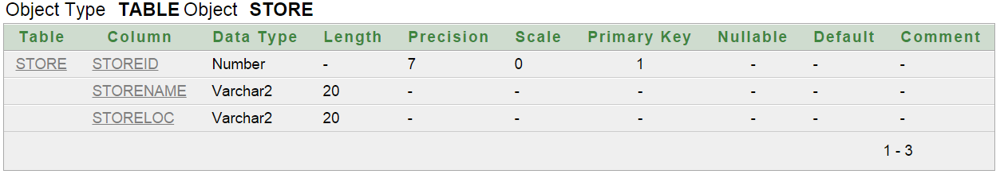 Object Type TABLE Object STORE
Table Column Data Type Length Precision Scale Primary Key Nullable Default Comment
STORE STOREID Number - 7 0 1 - - -
STORENAME Varchar2 20 - - - - - -
STORELOC Varchar2 20 - - - - - -
1 - 3